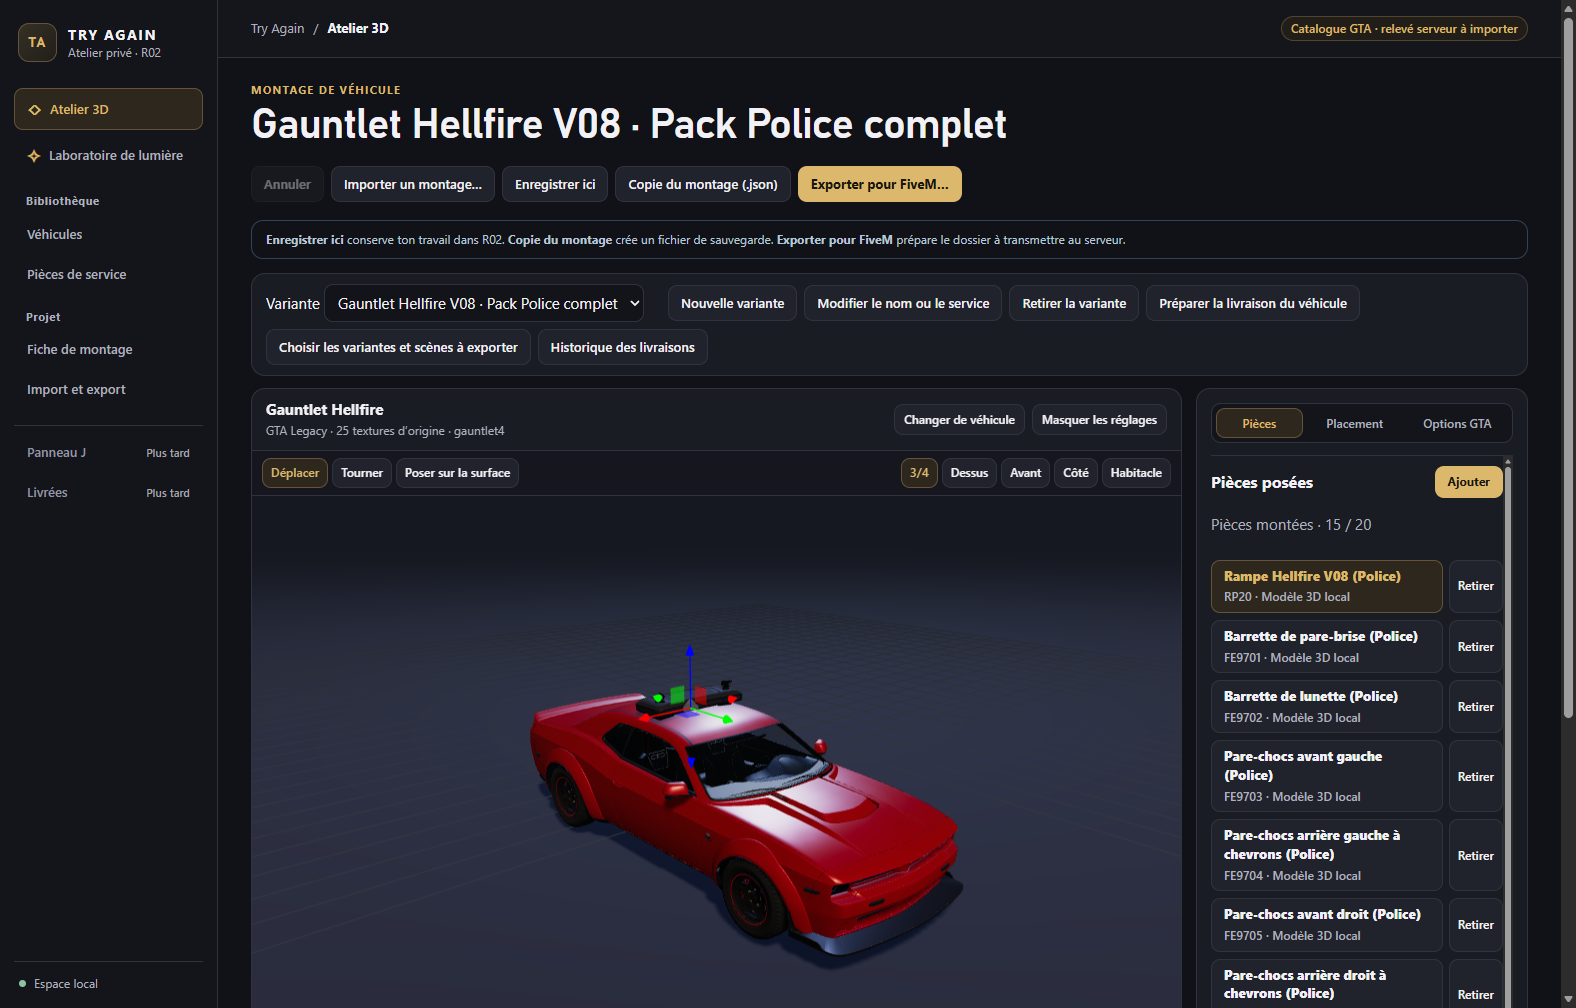 TA
TRY AGAIN
Atelier privé · R02
Atelier 3D
Laboratoire de lumière
Bibliothèque
Véhicules
Pièces de service
Projet
Fiche de montage
Import et export
Panneau J
Plus tard
Livrées
Plus tard
Espace local
Try Again / Atelier 3D
Catalogue GTA · relevé serveur à importer
MONTAGE DE VÉHICULE
Gauntlet Hellfire V08 · Pack Police complet
Annuler
Importer un montage...
Enregistrer ici
Copie du montage (.json)
Exporter pour FiveM...
Enregistrer ici conserve ton travail dans R02. Copie du montage crée un fichier de sauvegarde. Exporter pour FiveM prépare le dossier à transmettre au serveur.
Variante
Gauntlet Hellfire V08 · Pack Police complet
Nouvelle variante
Modifier le nom ou le service
Retirer la variante
Préparer la livraison du véhicule
Choisir les variantes et scènes à exporter
Historique des livraisons
Gauntlet Hellfire
GTA Legacy · 25 textures d'origine · gauntlet4
Changer de véhicule
Masquer les réglages
Déplacer
Tourner
Poser sur la surface
3/4
Dessus
Avant
Côté
Habitacle
Pièces
Placement
Options GTA
Pièces posées
Ajouter
Pièces montées · 15 / 20
Rampe Hellfire V08 (Police)
RP20 · Modèle 3D local
Retirer
Barrette de pare-brise (Police)
FE9701 · Modèle 3D local
Retirer
Barrette de lunette (Police)
FE9702 · Modèle 3D local
Retirer
Pare-chocs avant gauche
(Police)
FE9703 · Modèle 3D local
Retirer
Pare-chocs arrière gauche à
chevrons (Police)
FE9704 · Modèle 3D local
Retirer
Pare-chocs avant droit (Police)
FE9705 · Modèle 3D local
Retirer
Pare-chocs arrière droit à
chevrons (Police)
Retirer